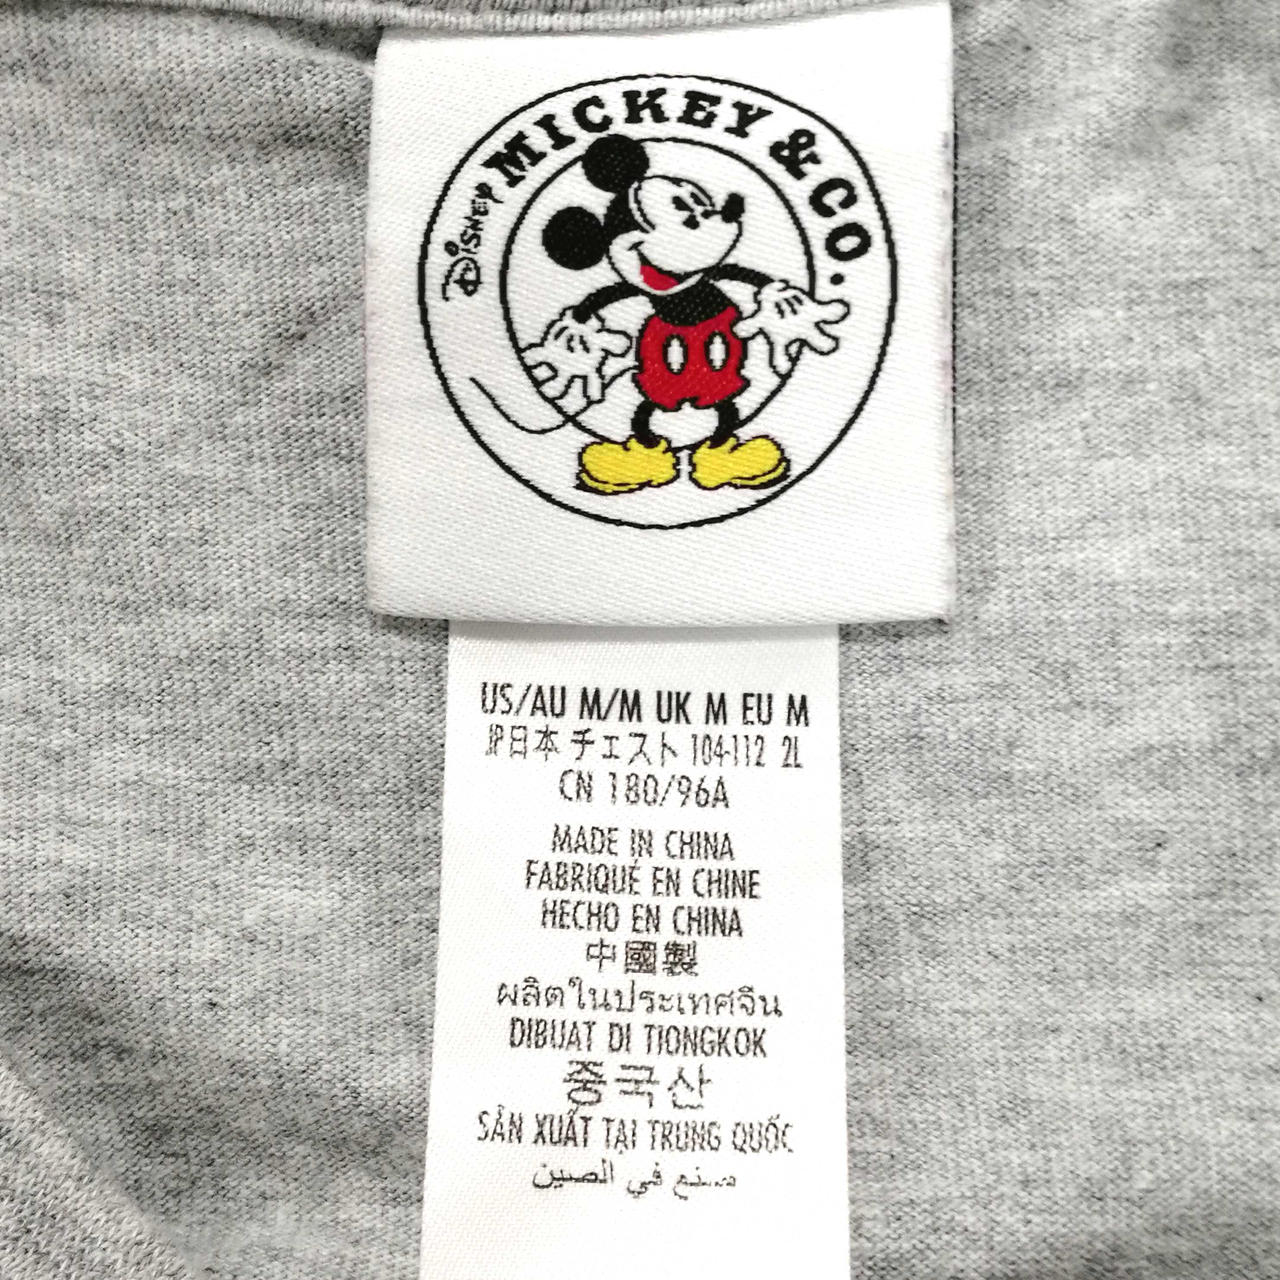 DISNEY MICKEY & CO.
US/AU M/M UK M EU M
JP日本 チェスト 104-112 2L
CN 180/96A
MADE IN CHINA
FABRIQUÉ EN CHINE
HECHO EN CHINA
中國製
ผลิตในประเทศจีน
DIBUAT DI TIONGKOK
중국산
SẢN XUẤT TẠI TRUNG QUỐC
صنع في الصين